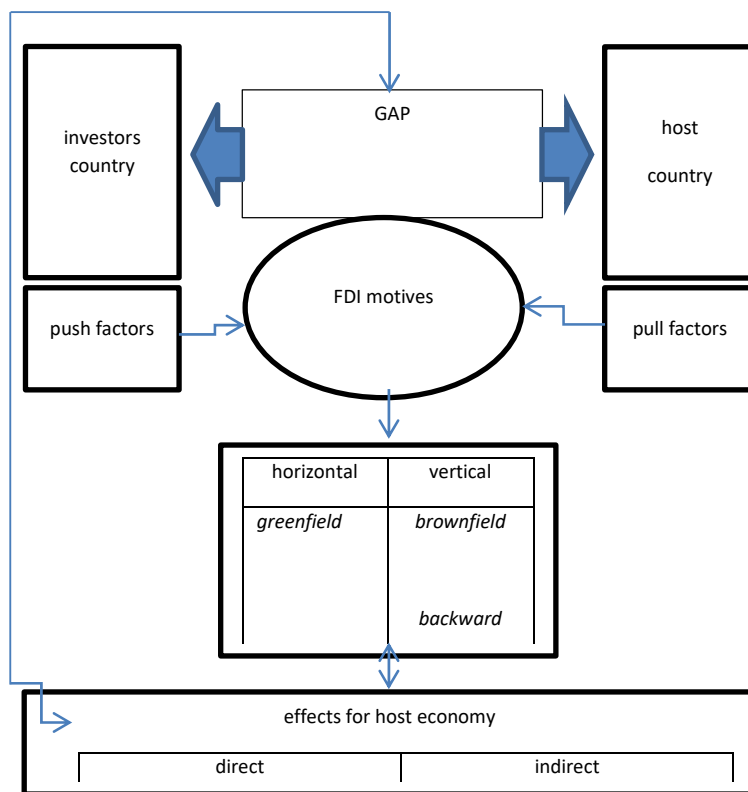 GAP
investors
country
host
country
FDI motives
push factors
pull factors
horizontal
vertical
greenfield
brownfield
backward
effects for host economy
direct
indirect